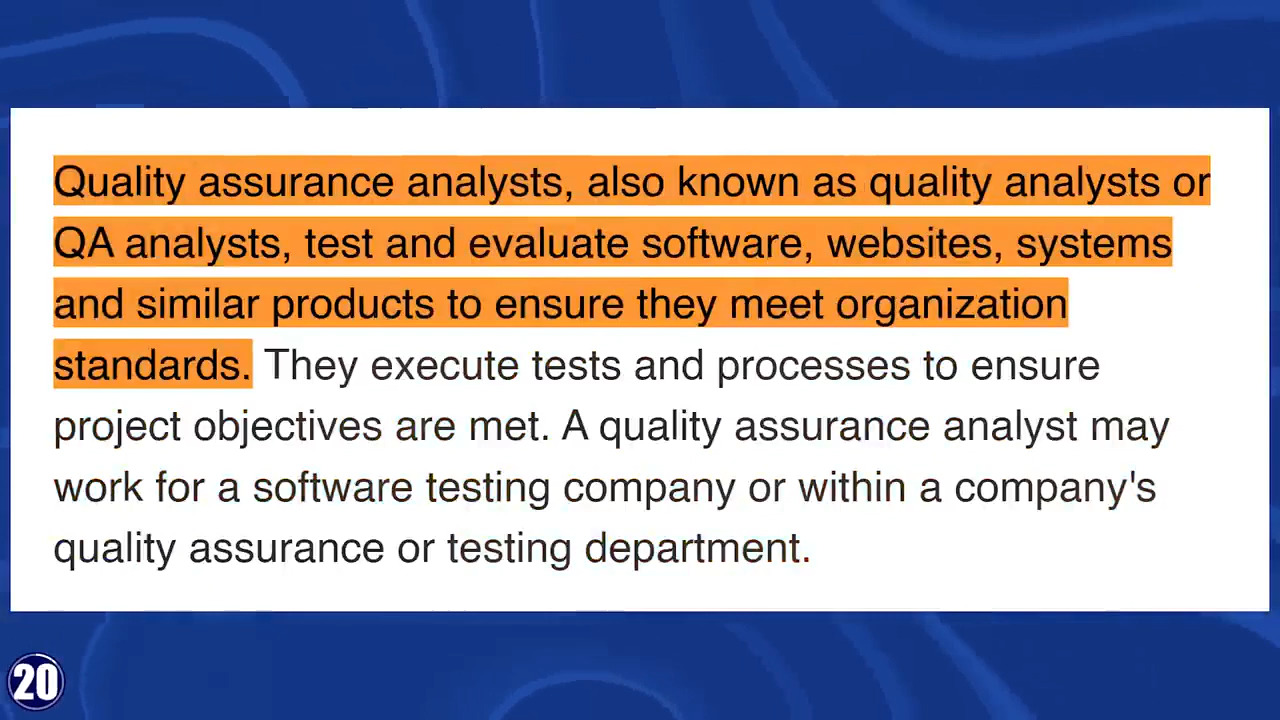 Quality assurance analysts, also known as quality analysts or
QA analysts, test and evaluate software, websites, systems
and similar products to ensure they meet organization
standards. They execute tests and processes to ensure
project objectives are met. A quality assurance analyst may
work for a software testing company or within a company's
quality assurance or testing department.
20